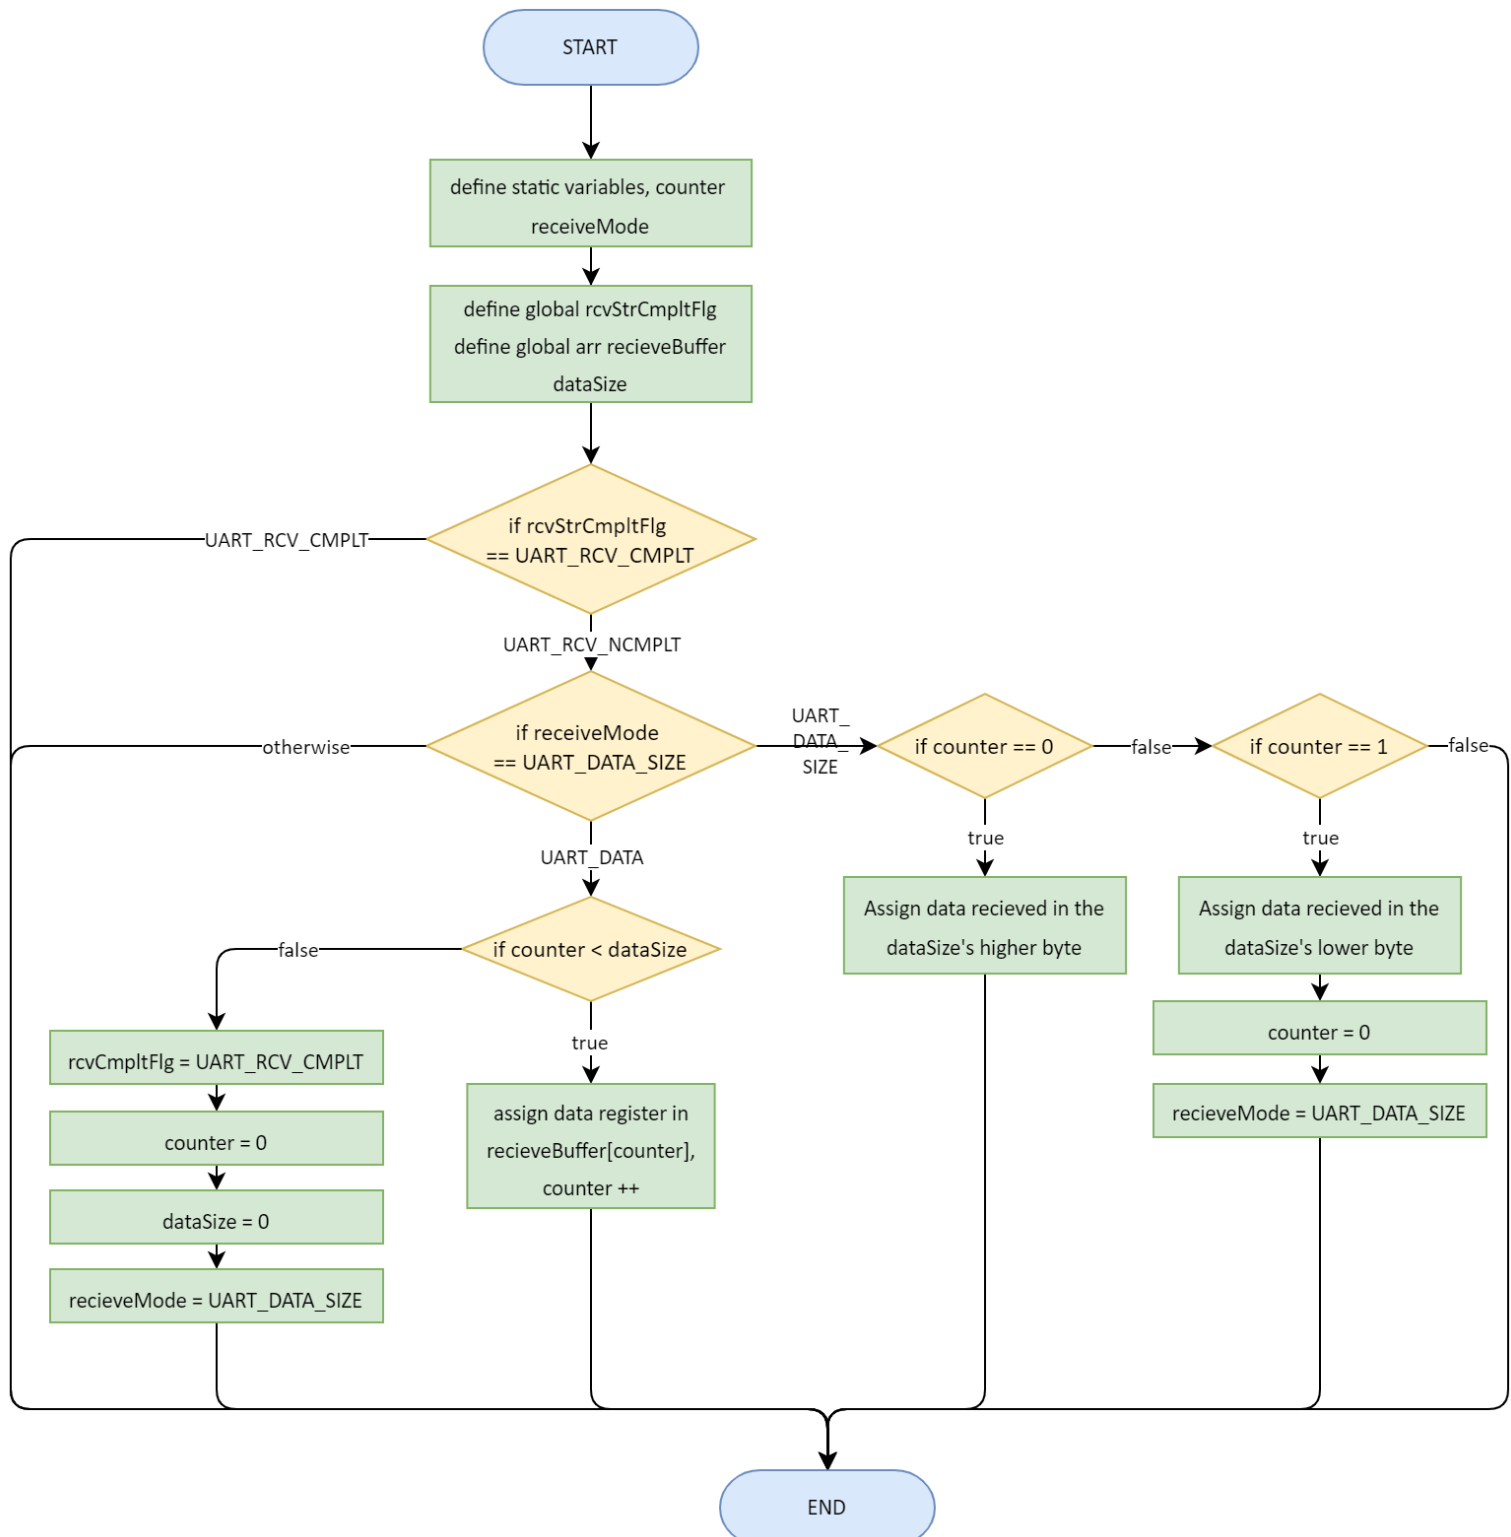 START
define static variables, counter
receiveMode
define global rcvStrCmpltFlg
define global arr recieveBuffer
dataSize
if rcvStrCmpltFlg
== UART_RCV_CMPLT
UART_RCV_CMPLT
UART_RCV_NCMPLT
if receiveMode
== UART_DATA_SIZE
otherwise
UART_
DATA_
SIZE
if counter == 0
false
if counter == 1
false
true
true
UART_DATA
Assign data recieved in the
dataSize's higher byte
Assign data recieved in the
dataSize's lower byte
if counter < dataSize
false
true
counter = 0
recieveMode = UART_DATA_SIZE
rcvCmpltFlg = UART_RCV_CMPLT
counter = 0
dataSize = 0
recieveMode = UART_DATA_SIZE
assign data register in
recieveBuffer[counter],
counter ++
END